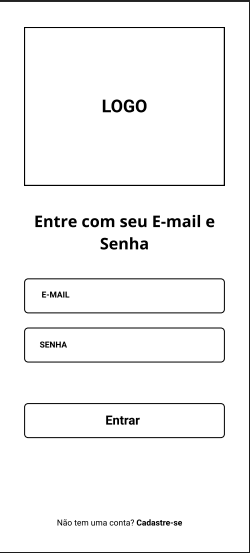 LOGO
Entre com seu E-mail e
Senha
E-MAIL
SENHA
Entrar
Não tem uma conta? Cadastre-se